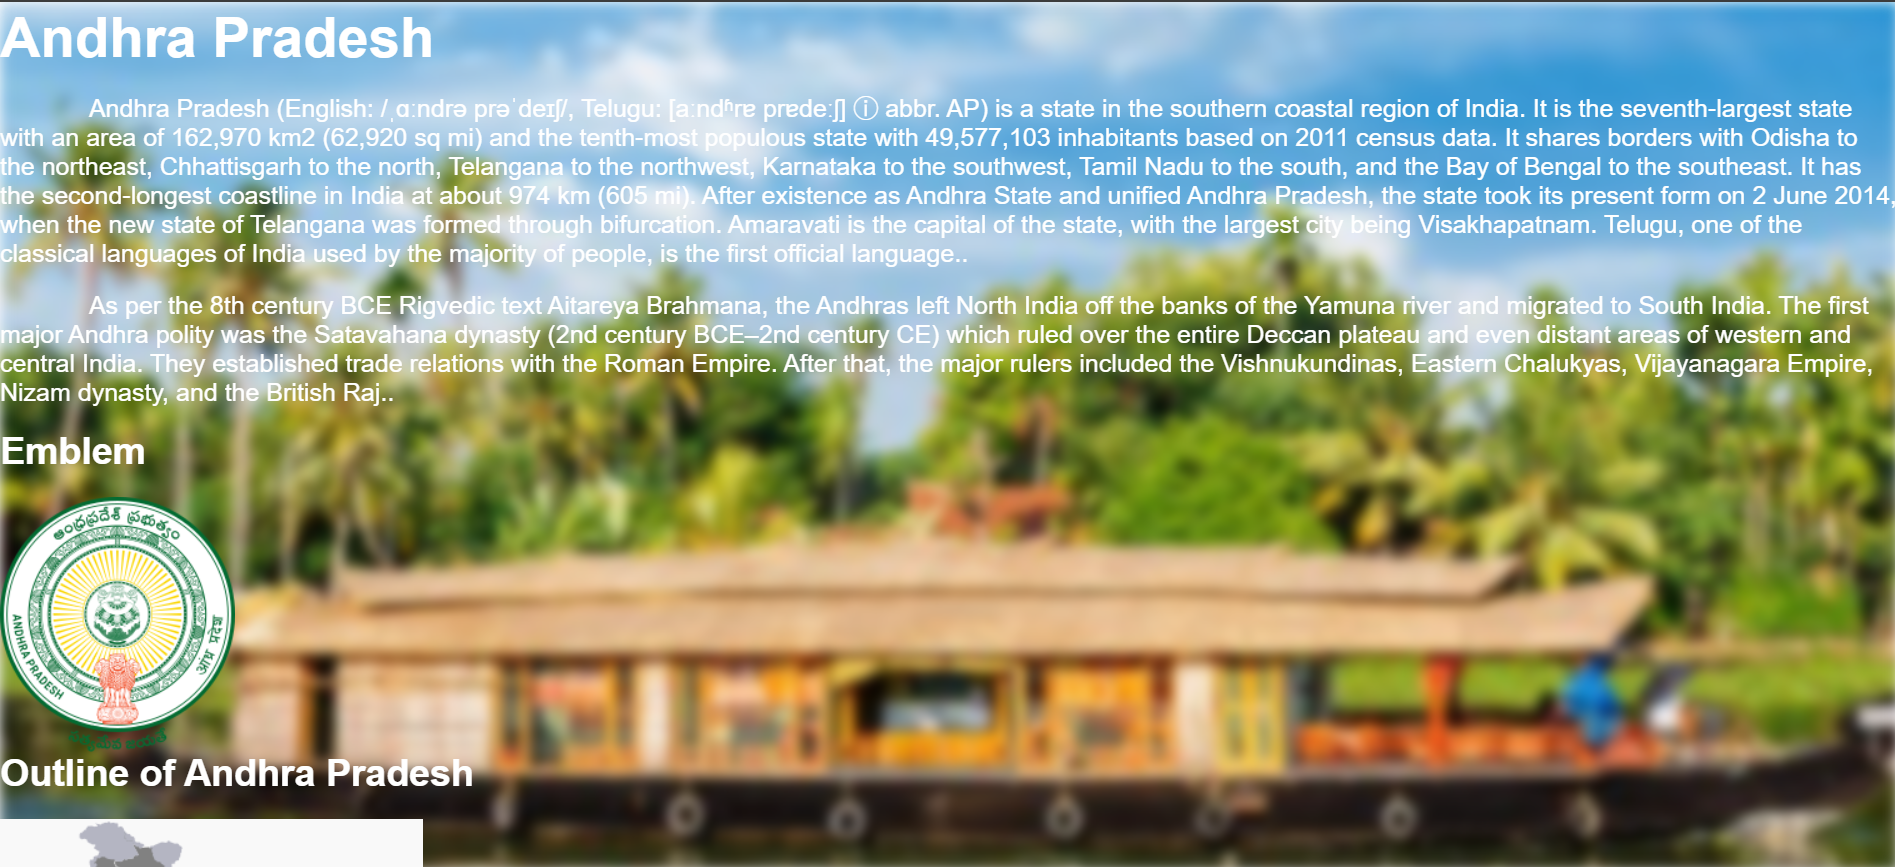 Andhra Pradesh
Andhra Pradesh (English: /ˌɑːndrə prəˈdeɪʃ/, Telugu: [aːndʱrɐ prɐdeːʃ] ⓘ abbr. AP) is a state in the southern coastal region of India. It is the seventh-largest state
with an area of 162,970 km2 (62,920 sq mi) and the tenth-most populous state with 49,577,103 inhabitants based on 2011 census data. It shares borders with Odisha to
the northeast, Chhattisgarh to the north, Telangana to the northwest, Karnataka to the southwest, Tamil Nadu to the south, and the Bay of Bengal to the southeast. It has
the second-longest coastline in India at about 974 km (605 mi). After existence as Andhra State and unified Andhra Pradesh, the state took its present form on 2 June 2014,
when the new state of Telangana was formed through bifurcation. Amaravati is the capital of the state, with the largest city being Visakhapatnam. Telugu, one of the
classical languages of India used by the majority of people, is the first official language..
As per the 8th century BCE Rigvedic text Aitareya Brahmana, the Andhras left North India off the banks of the Yamuna river and migrated to South India. The first
major Andhra polity was the Satavahana dynasty (2nd century BCE–2nd century CE) which ruled over the entire Deccan plateau and even distant areas of western and
central India. They established trade relations with the Roman Empire. After that, the major rulers included the Vishnukundinas, Eastern Chalukyas, Vijayanagara Empire,
Nizam dynasty, and the British Raj..
Emblem
ఆంధ్రప్రదేశ్ ప్రభుత్వం
ANDHRA PRADESH
आंध्र प्रदेश
సత్యమేవ జయతే
Outline of Andhra Pradesh